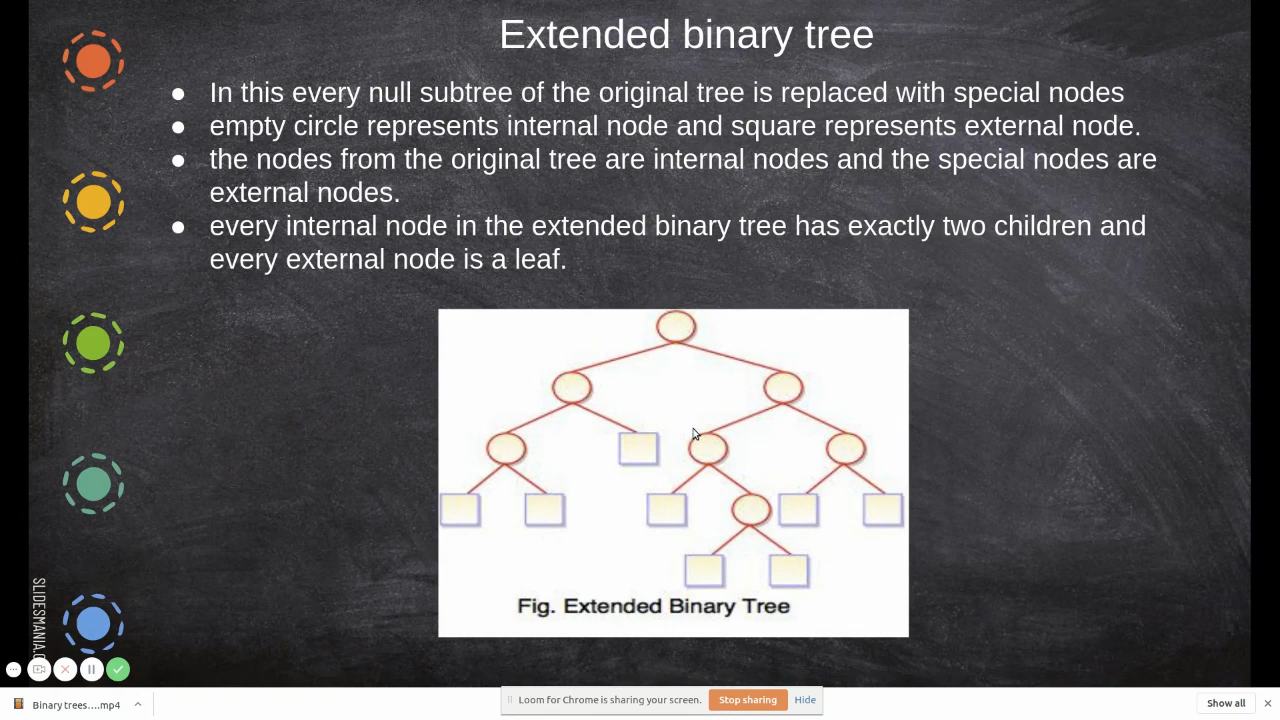 Extended binary tree
● In this every null subtree of the original tree is replaced with special nodes
● empty circle represents internal node and square represents external node.
● the nodes from the original tree are internal nodes and the special nodes are
external nodes.
● every internal node in the extended binary tree has exactly two children and
every external node is a leaf.
Fig. Extended Binary Tree
SLIDESMANIA.C
Binary trees....mp4
Loom for Chrome is sharing your screen.
Stop sharing
Hide
Show all